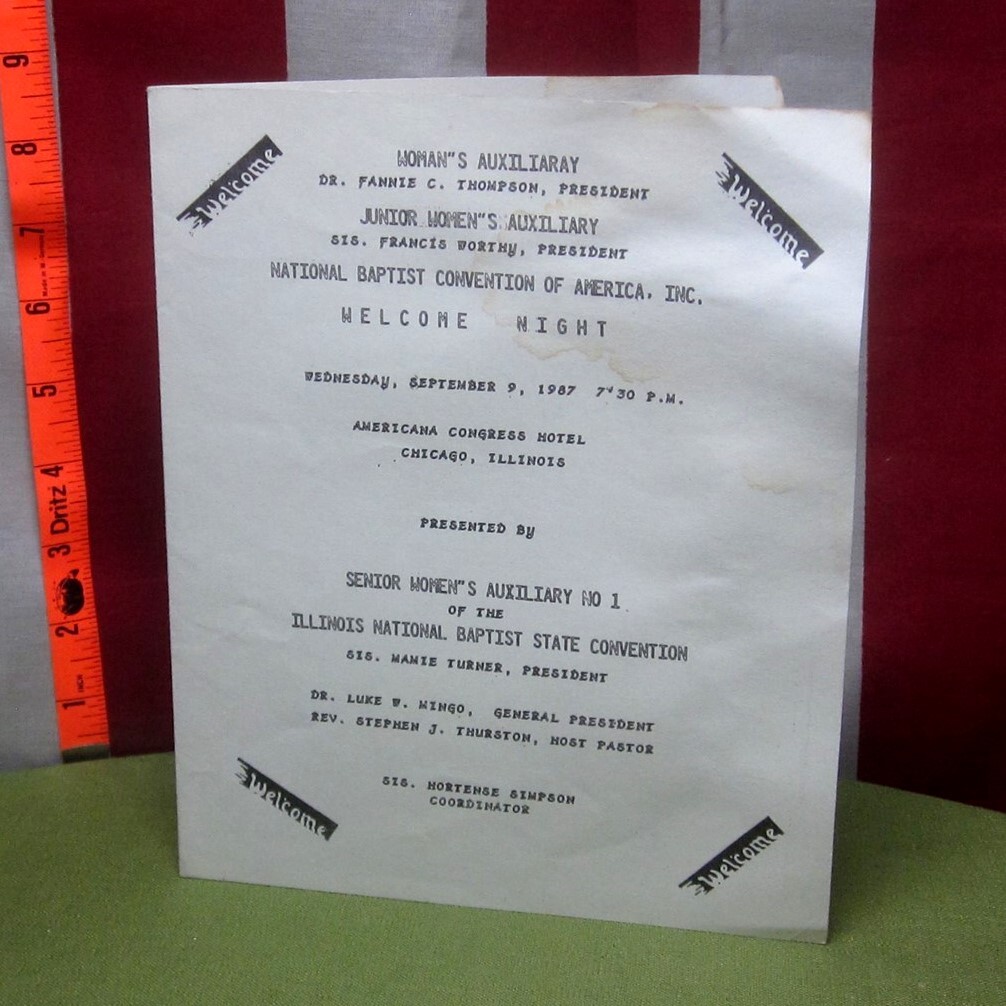 Welcome
Welcome
WOMAN"S AUXILIARAY
DR. FANNIE C. THOMPSON, PRESIDENT
JUNIOR WOMEN"S AUXILIARY
SIS. FRANCIS WORTHY, PRESIDENT
NATIONAL BAPTIST CONVENTION OF AMERICA, INC.
WELCOME NIGHT
WEDNESDAY, SEPTEMBER 9, 1987 7'30 P.M.
AMERICANA CONGRESS HOTEL
CHICAGO, ILLINOIS
PRESENTED BY
SENIOR WOMEN"S AUXILIARY NO 1
OF THE
ILLINOIS NATIONAL BAPTIST STATE CONVENTION
SIS. MAMIE TURNER, PRESIDENT
DR. LUKE W. MINGO, GENERAL PRESIDENT
REV. STEPHEN J. THURSTON, HOST PASTOR
SIS. HORTENSE SIMPSON
COORDINATOR
Welcome
Welcome
1 INCH 2 3 Dritz 4 5 6 7 8 9